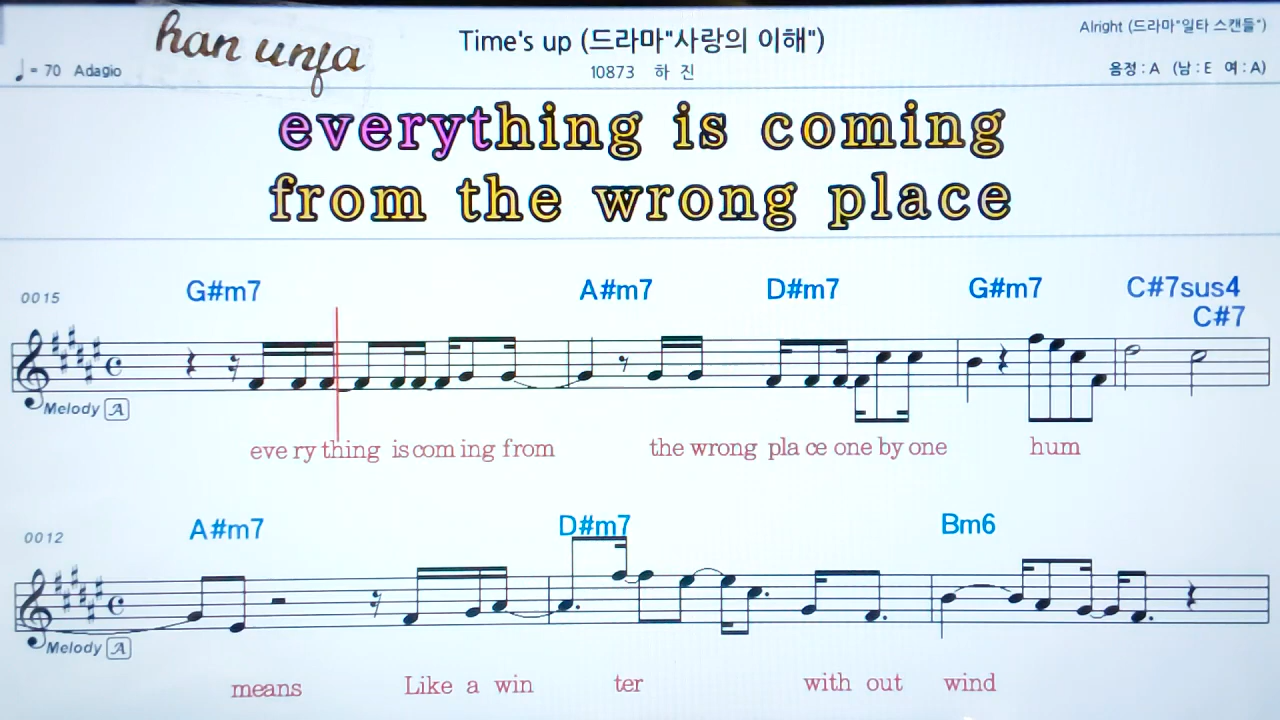 han unfa
Time's up (드라마"사랑의 이해")
Alright (드라마"일타 스캔들")
♩= 70 Adagio
10873 하 진
음정 : A (남 : E 여 : A)
everything is coming
from the wrong place
0015
G#m7 A#m7 D#m7 G#m7 C#7sus4
C#7
Melody A
eve ry thing is com ing from the wrong pla ce one by one hum
0012
A#m7 D#m7 Bm6
Melody A
means Like a win ter with out wind